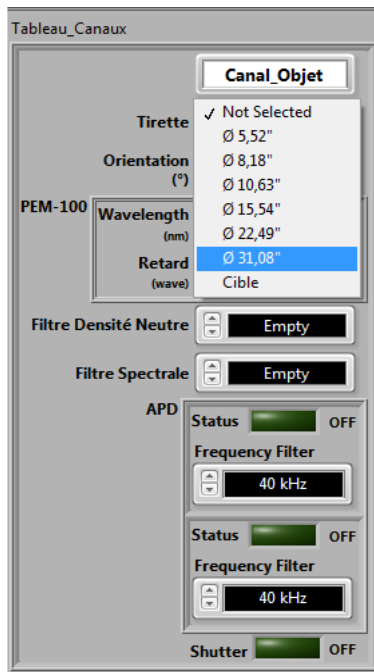 Tableau_Canaux
Canal_Objet
Tirette
✓ Not Selected
Ø 5,52"
Ø 8,18"
Ø 10,63"
Ø 15,54"
Ø 22,49"
Ø 31,08"
Cible
Orientation
(°)
PEM-100
Wavelength
(nm)
Retard
(wave)
Filtre Densité Neutre Empty
Filtre Spectrale Empty
APD
Status OFF
Frequency Filter
40 kHz
Status OFF
Frequency Filter
40 kHz
Shutter OFF